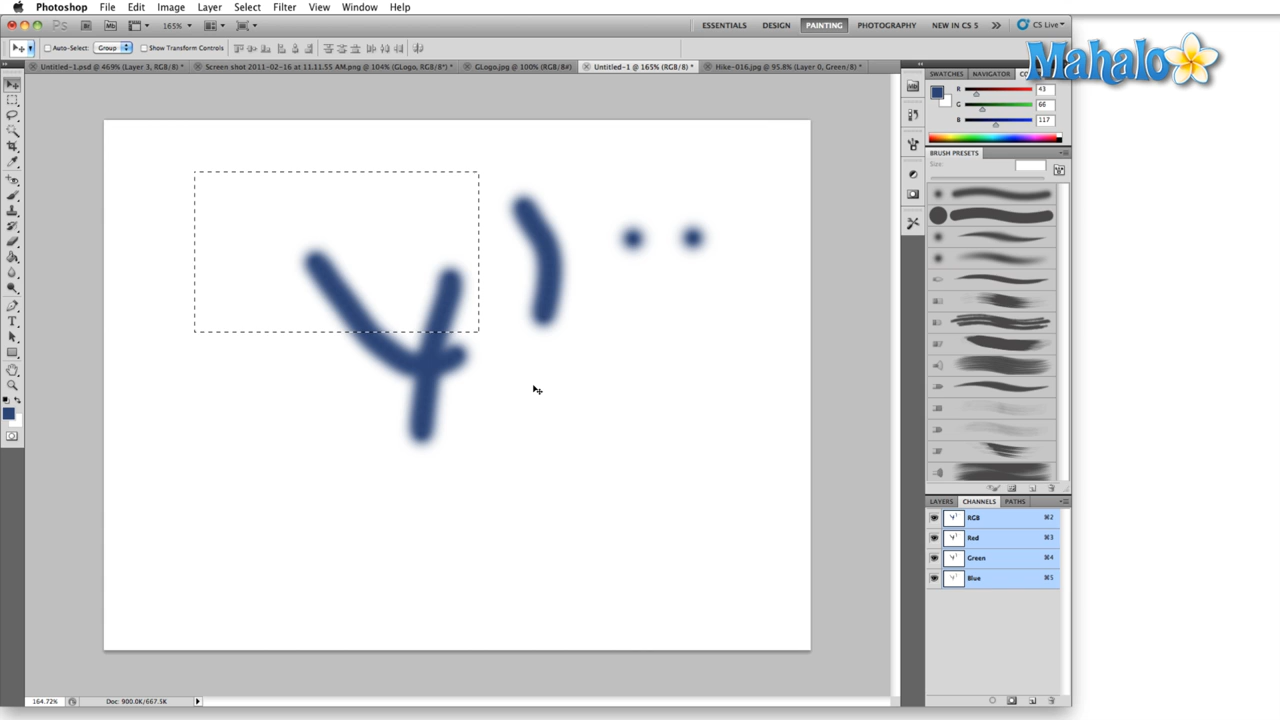 Photoshop File Edit Image Layer Select Filter View Window Help
Ps Br Mb 165% ESSENTIALS DESIGN PAINTING PHOTOGRAPHY NEW IN CS 5 CS Live
Auto-Select: Group Show Transform Controls
Untitled-1.psd @ 469% (Layer 3, RGB/8) * Screen shot 2011-02-16 at 11.11.55 AM.png @ 104% (GLogo, RGB/8*) * GLogo.jpg @ 100% (RGB/8#) Untitled-1 @ 165% (RGB/8) * Hike-016.jpg @ 95.8% (Layer 0, Green/8) *
Mahalo
SWATCHES NAVIGATOR
R 43
G 66
B 117
BRUSH PRESETS
Size:
LAYERS CHANNELS PATHS
RGB ⌘2
Red ⌘3
Green ⌘4
Blue ⌘5
164.72% Doc: 900.0K/667.5K